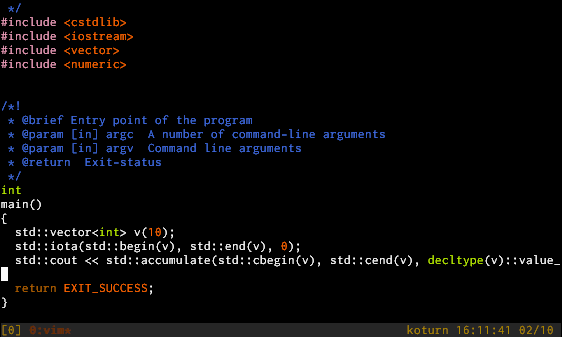 */
#include <cstdlib>
#include <iostream>
#include <vector>
#include <numeric>
/*!
 * @brief Entry point of the program
 * @param [in] argc  A number of command-line arguments
 * @param [in] argv  Command line arguments
 * @return  Exit-status
 */
int
main()
{
  std::vector<int> v(10);
  std::iota(std::begin(v), std::end(v), 0);
  std::cout << std::accumulate(std::cbegin(v), std::cend(v), decltype(v)::value_
  return EXIT_SUCCESS;
}
[0] 0:vim* koturn 16:11:41 02/10